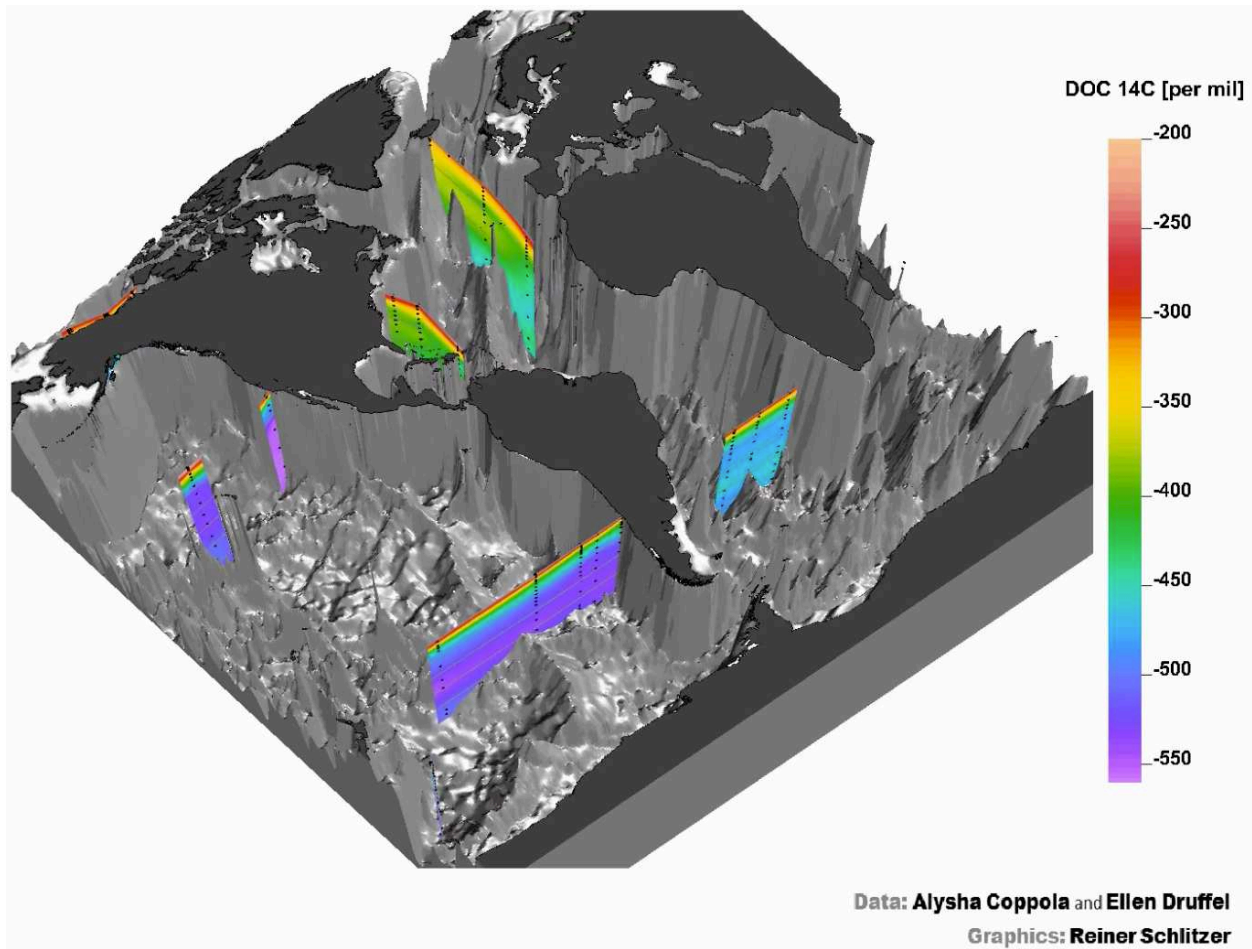 DOC 14C [per mil]
-200
-250
-300
-350
-400
-450
-500
-550
Data: Alysha Coppola and Ellen Druffel
Graphics: Reiner Schlitzer